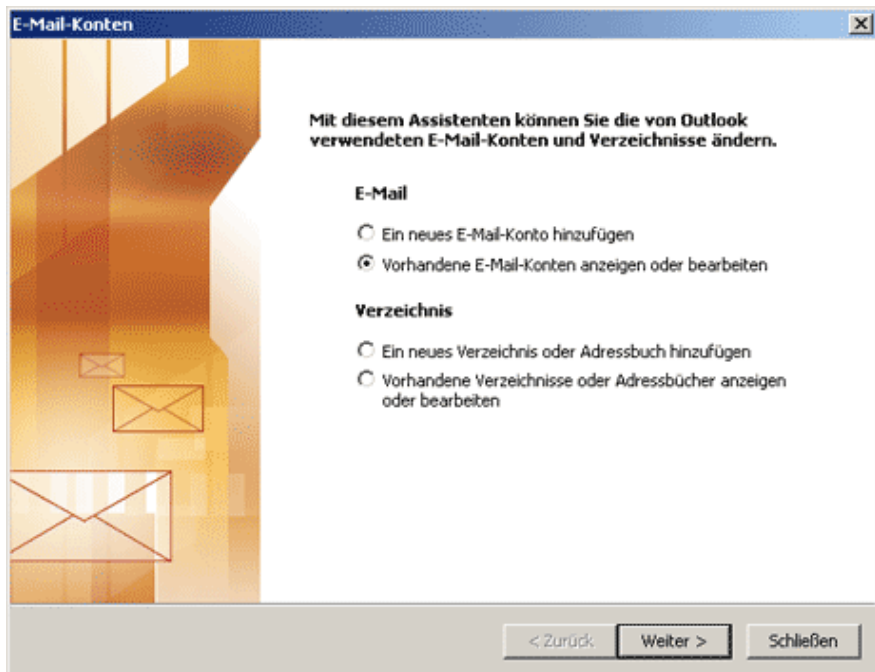 E-Mail-Konten
Mit diesem Assistenten können Sie die von Outlook
verwendeten E-Mail-Konten und Verzeichnisse ändern.
E-Mail
Ein neues E-Mail-Konto hinzufügen
Vorhandene E-Mail-Konten anzeigen oder bearbeiten
Verzeichnis
Ein neues Verzeichnis oder Adressbuch hinzufügen
Vorhandene Verzeichnisse oder Adressbücher anzeigen
oder bearbeiten
< Zurück
Weiter >
Schließen